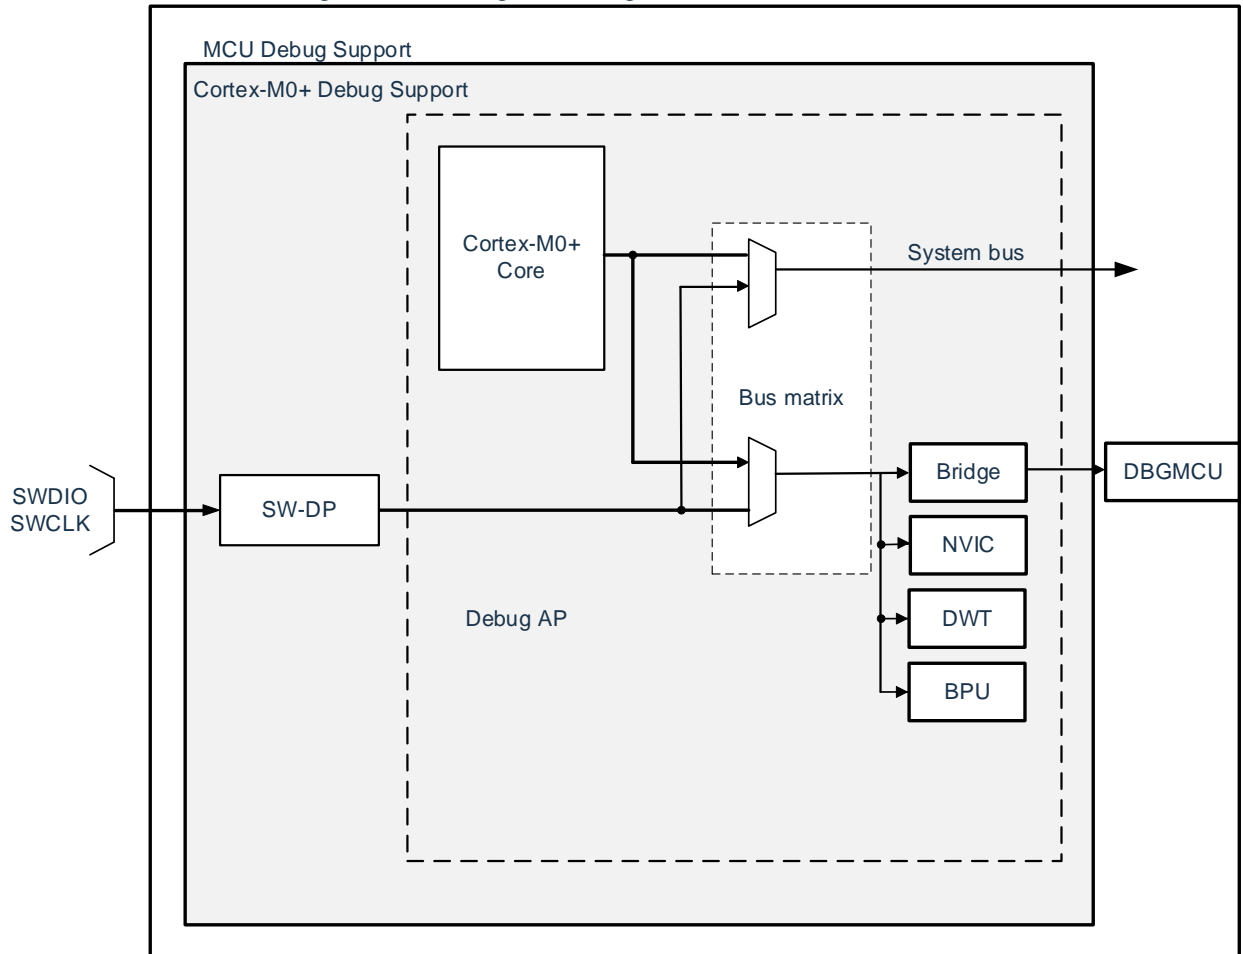 MCU Debug Support
Cortex-M0+ Debug Support
Cortex-M0+
Core
System bus
Bus matrix
SWDIO
SWCLK
SW-DP
Bridge
DBGMCU
NVIC
DWT
BPU
Debug AP